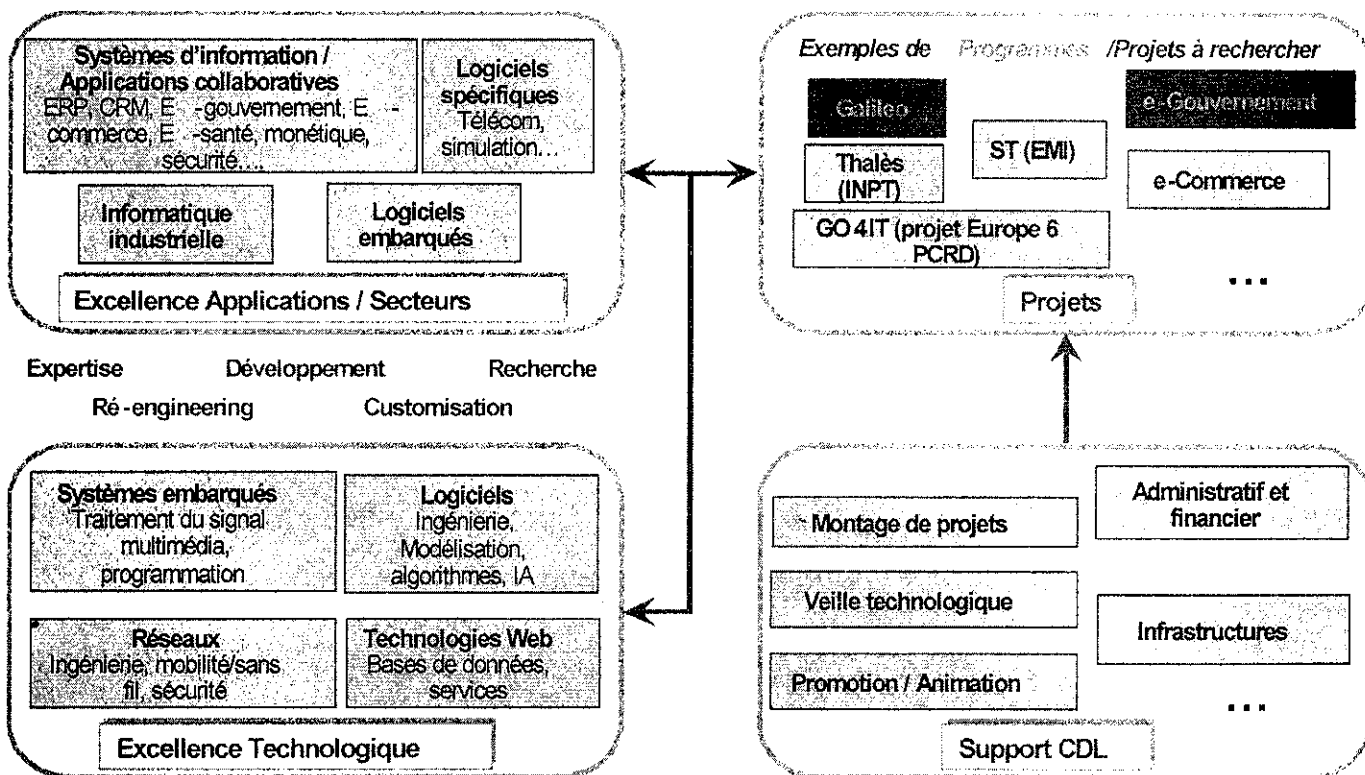 Systèmes d'information /
Applications collaboratives
ERP, CRM, E -gouvernement, E -
commerce, E -santé, monétique,
sécurité….
Logiciels
spécifiques
Télécom,
simulation…
Informatique
industrielle
Logiciels
embarqués
Excellence Applications / Secteurs
Exemples de Programmes /Projets à rechercher
Galileo
e-Gouvernement
ST (EMI)
Thalès
(INPT)
e-Commerce
GO4IT (projet Europe 6
PCRD)
...
Projets
Expertise Développement Recherche
Ré-engineering Customisation
Systèmes embarqués
Traitement du signal
multimédia,
programmation
Logiciels
Ingénierie,
Modélisation,
algorithmes, IA
Réseaux
Ingénierie, mobilité/sans
fil, sécurité
Technologies Web
Bases de données,
services
Excellence Technologique
Administratif et
financier
Montage de projets
Veille technologique
Infrastructures
Promotion / Animation
...
Support CDL